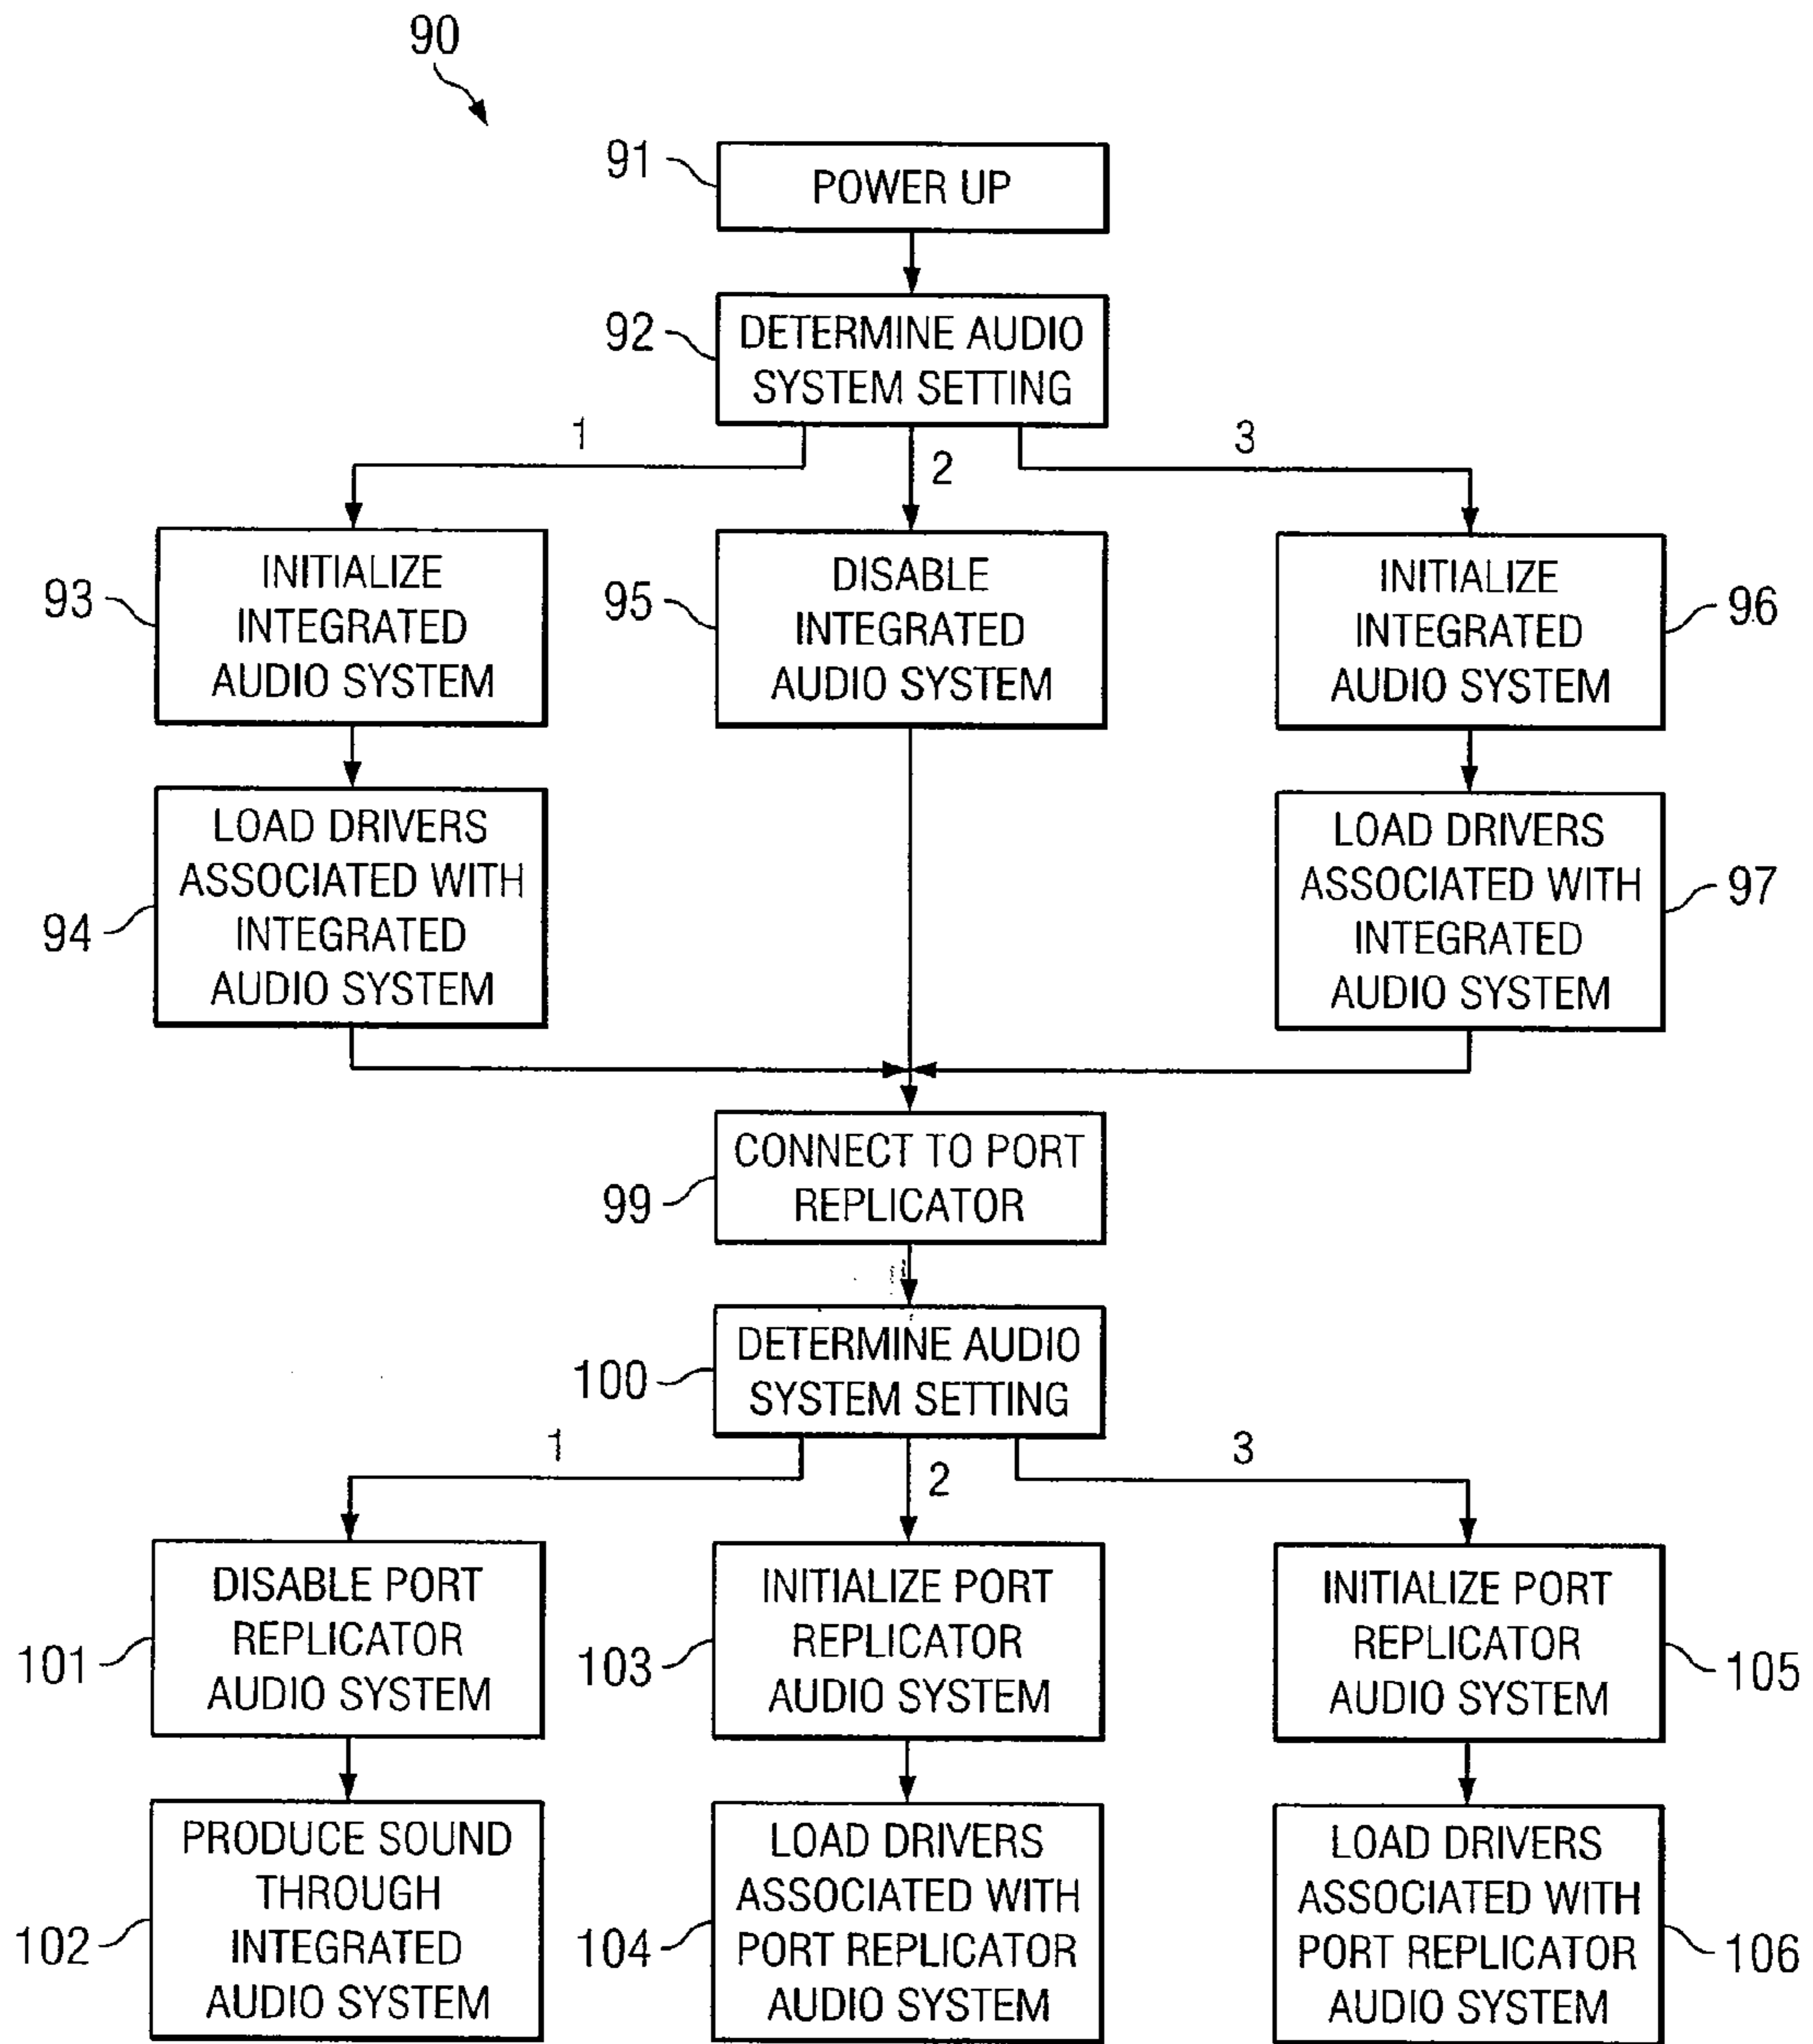 90
91
POWER UP
92
DETERMINE AUDIO
SYSTEM SETTING
1
2
3
93
INITIALIZE
INTEGRATED
AUDIO SYSTEM
95
DISABLE
INTEGRATED
AUDIO SYSTEM
INITIALIZE
INTEGRATED
AUDIO SYSTEM
96
94
LOAD DRIVERS
ASSOCIATED WITH
INTEGRATED
AUDIO SYSTEM
LOAD DRIVERS
ASSOCIATED WITH
INTEGRATED
AUDIO SYSTEM
97
99
CONNECT TO PORT
REPLICATOR
100
DETERMINE AUDIO
SYSTEM SETTING
1
2
3
101
DISABLE PORT
REPLICATOR
AUDIO SYSTEM
103
INITIALIZE PORT
REPLICATOR
AUDIO SYSTEM
INITIALIZE PORT
REPLICATOR
AUDIO SYSTEM
105
102
PRODUCE SOUND
THROUGH
INTEGRATED
AUDIO SYSTEM
104
LOAD DRIVERS
ASSOCIATED WITH
PORT REPLICATOR
AUDIO SYSTEM
LOAD DRIVERS
ASSOCIATED WITH
PORT REPLICATOR
AUDIO SYSTEM
106